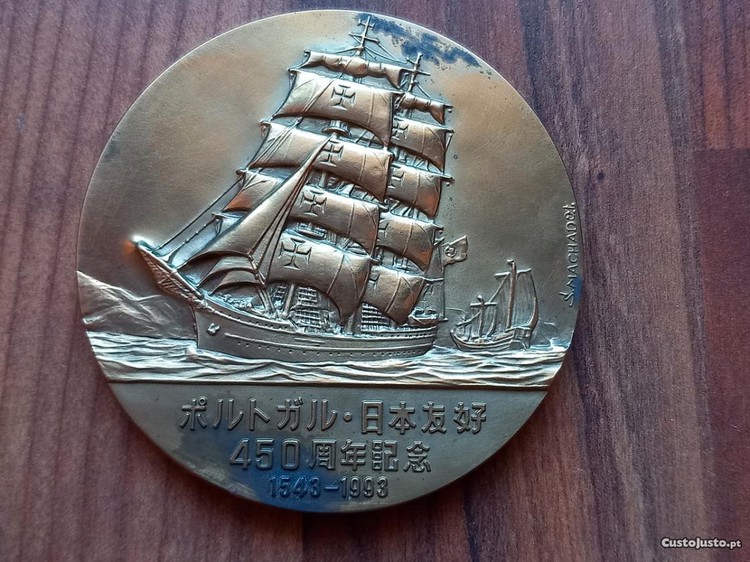 S. MACHADO
ポルトガル・日本友好
450周年記念
1543-1993
CustoJusto.pt